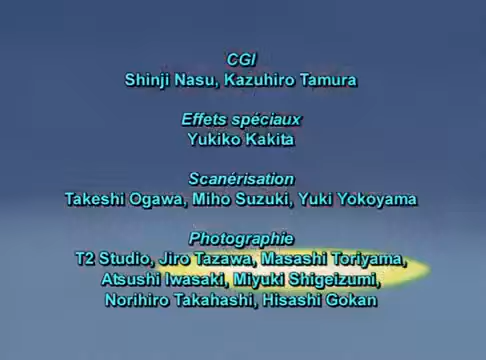 CGI
Shinji Nasu, Kazuhiro Tamura
Effets spéciaux
Yukiko Kakita
Scanérisation
Takeshi Ogawa, Miho Suzuki, Yuki Yokoyama
Photographie
T2 Studio, Jiro Tazawa, Masashi Toriyama,
Atsushi Iwasaki, Miyuki Shigeizumi,
Norihiro Takahashi, Hisashi Gokan